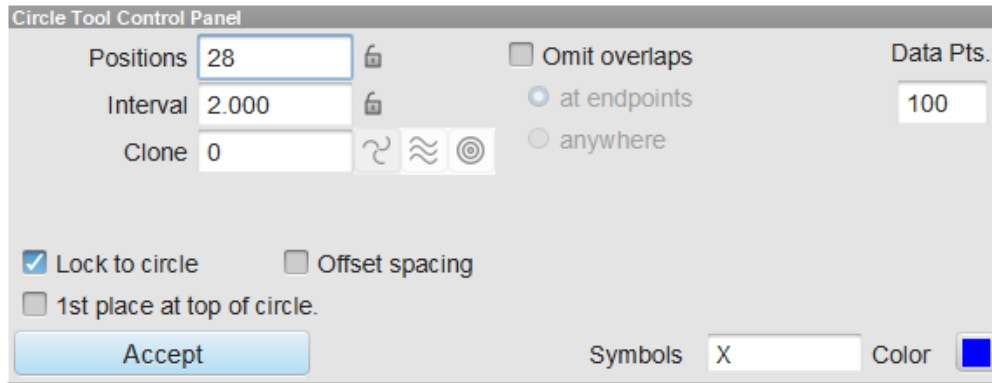 Circle Tool Control Panel
Positions 28 Omit overlaps Data Pts.
Interval 2.000 at endpoints 100
Clone 0 anywhere
Lock to circle Offset spacing
1st place at top of circle.
Accept Symbols X Color